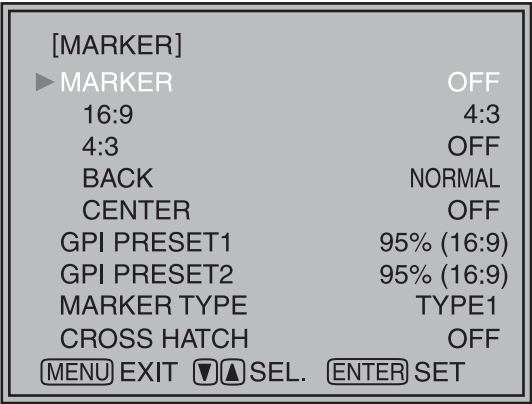 [MARKER]
▶MARKER OFF
16:9 4:3
4:3 OFF
BACK NORMAL
CENTER OFF
GPI PRESET1 95% (16:9)
GPI PRESET2 95% (16:9)
MARKER TYPE TYPE1
CROSS HATCH OFF
MENU EXIT ▼▲ SEL. ENTER SET